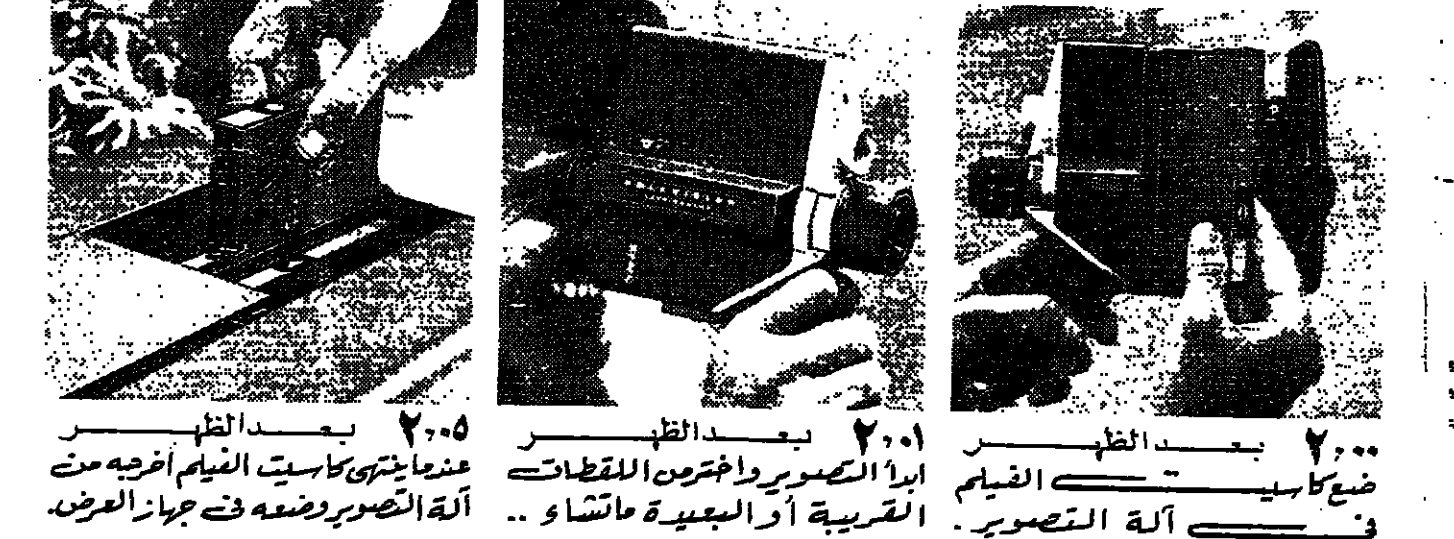 ٢,٠٠ بعد الظهر
ضع كاسيت الفيلم
فى آلة التصوير .
٢,٠١ بعد الظهر
ابدأ التصوير واختر من اللقطات
القريبة أو البعيدة ماتشاء ..
٢,٠٥ بعد الظهر
عندما ينتهى كاسيت الفيلم أخرجه من
آلة التصوير وضعه فى جهاز العرض.